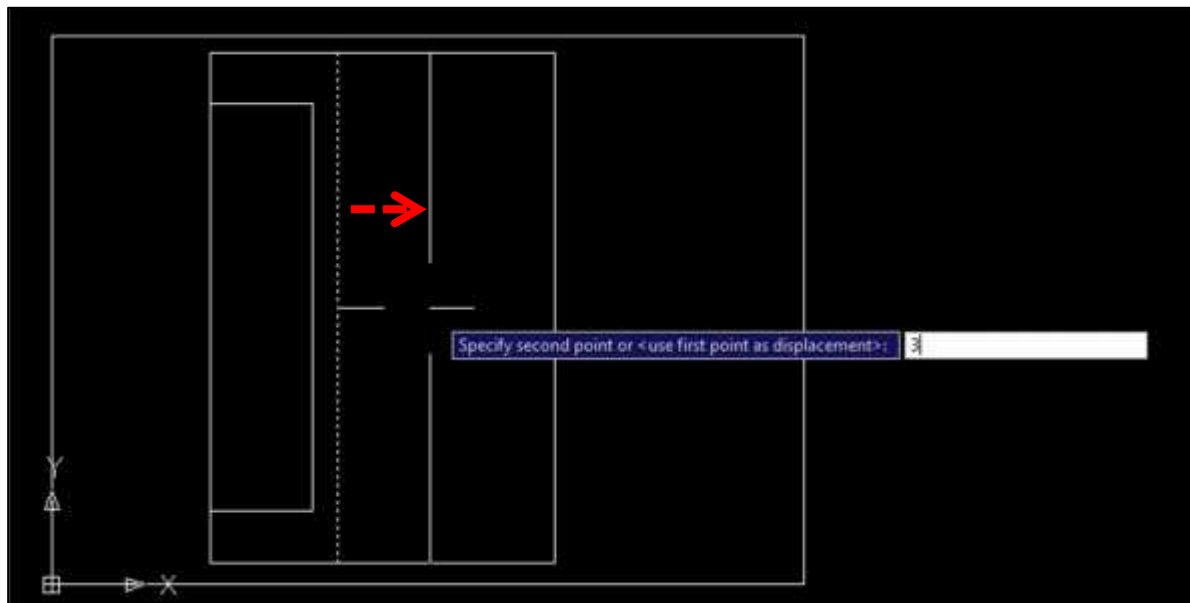 Specify second point or <use first point as displacement>: 3
Y
X